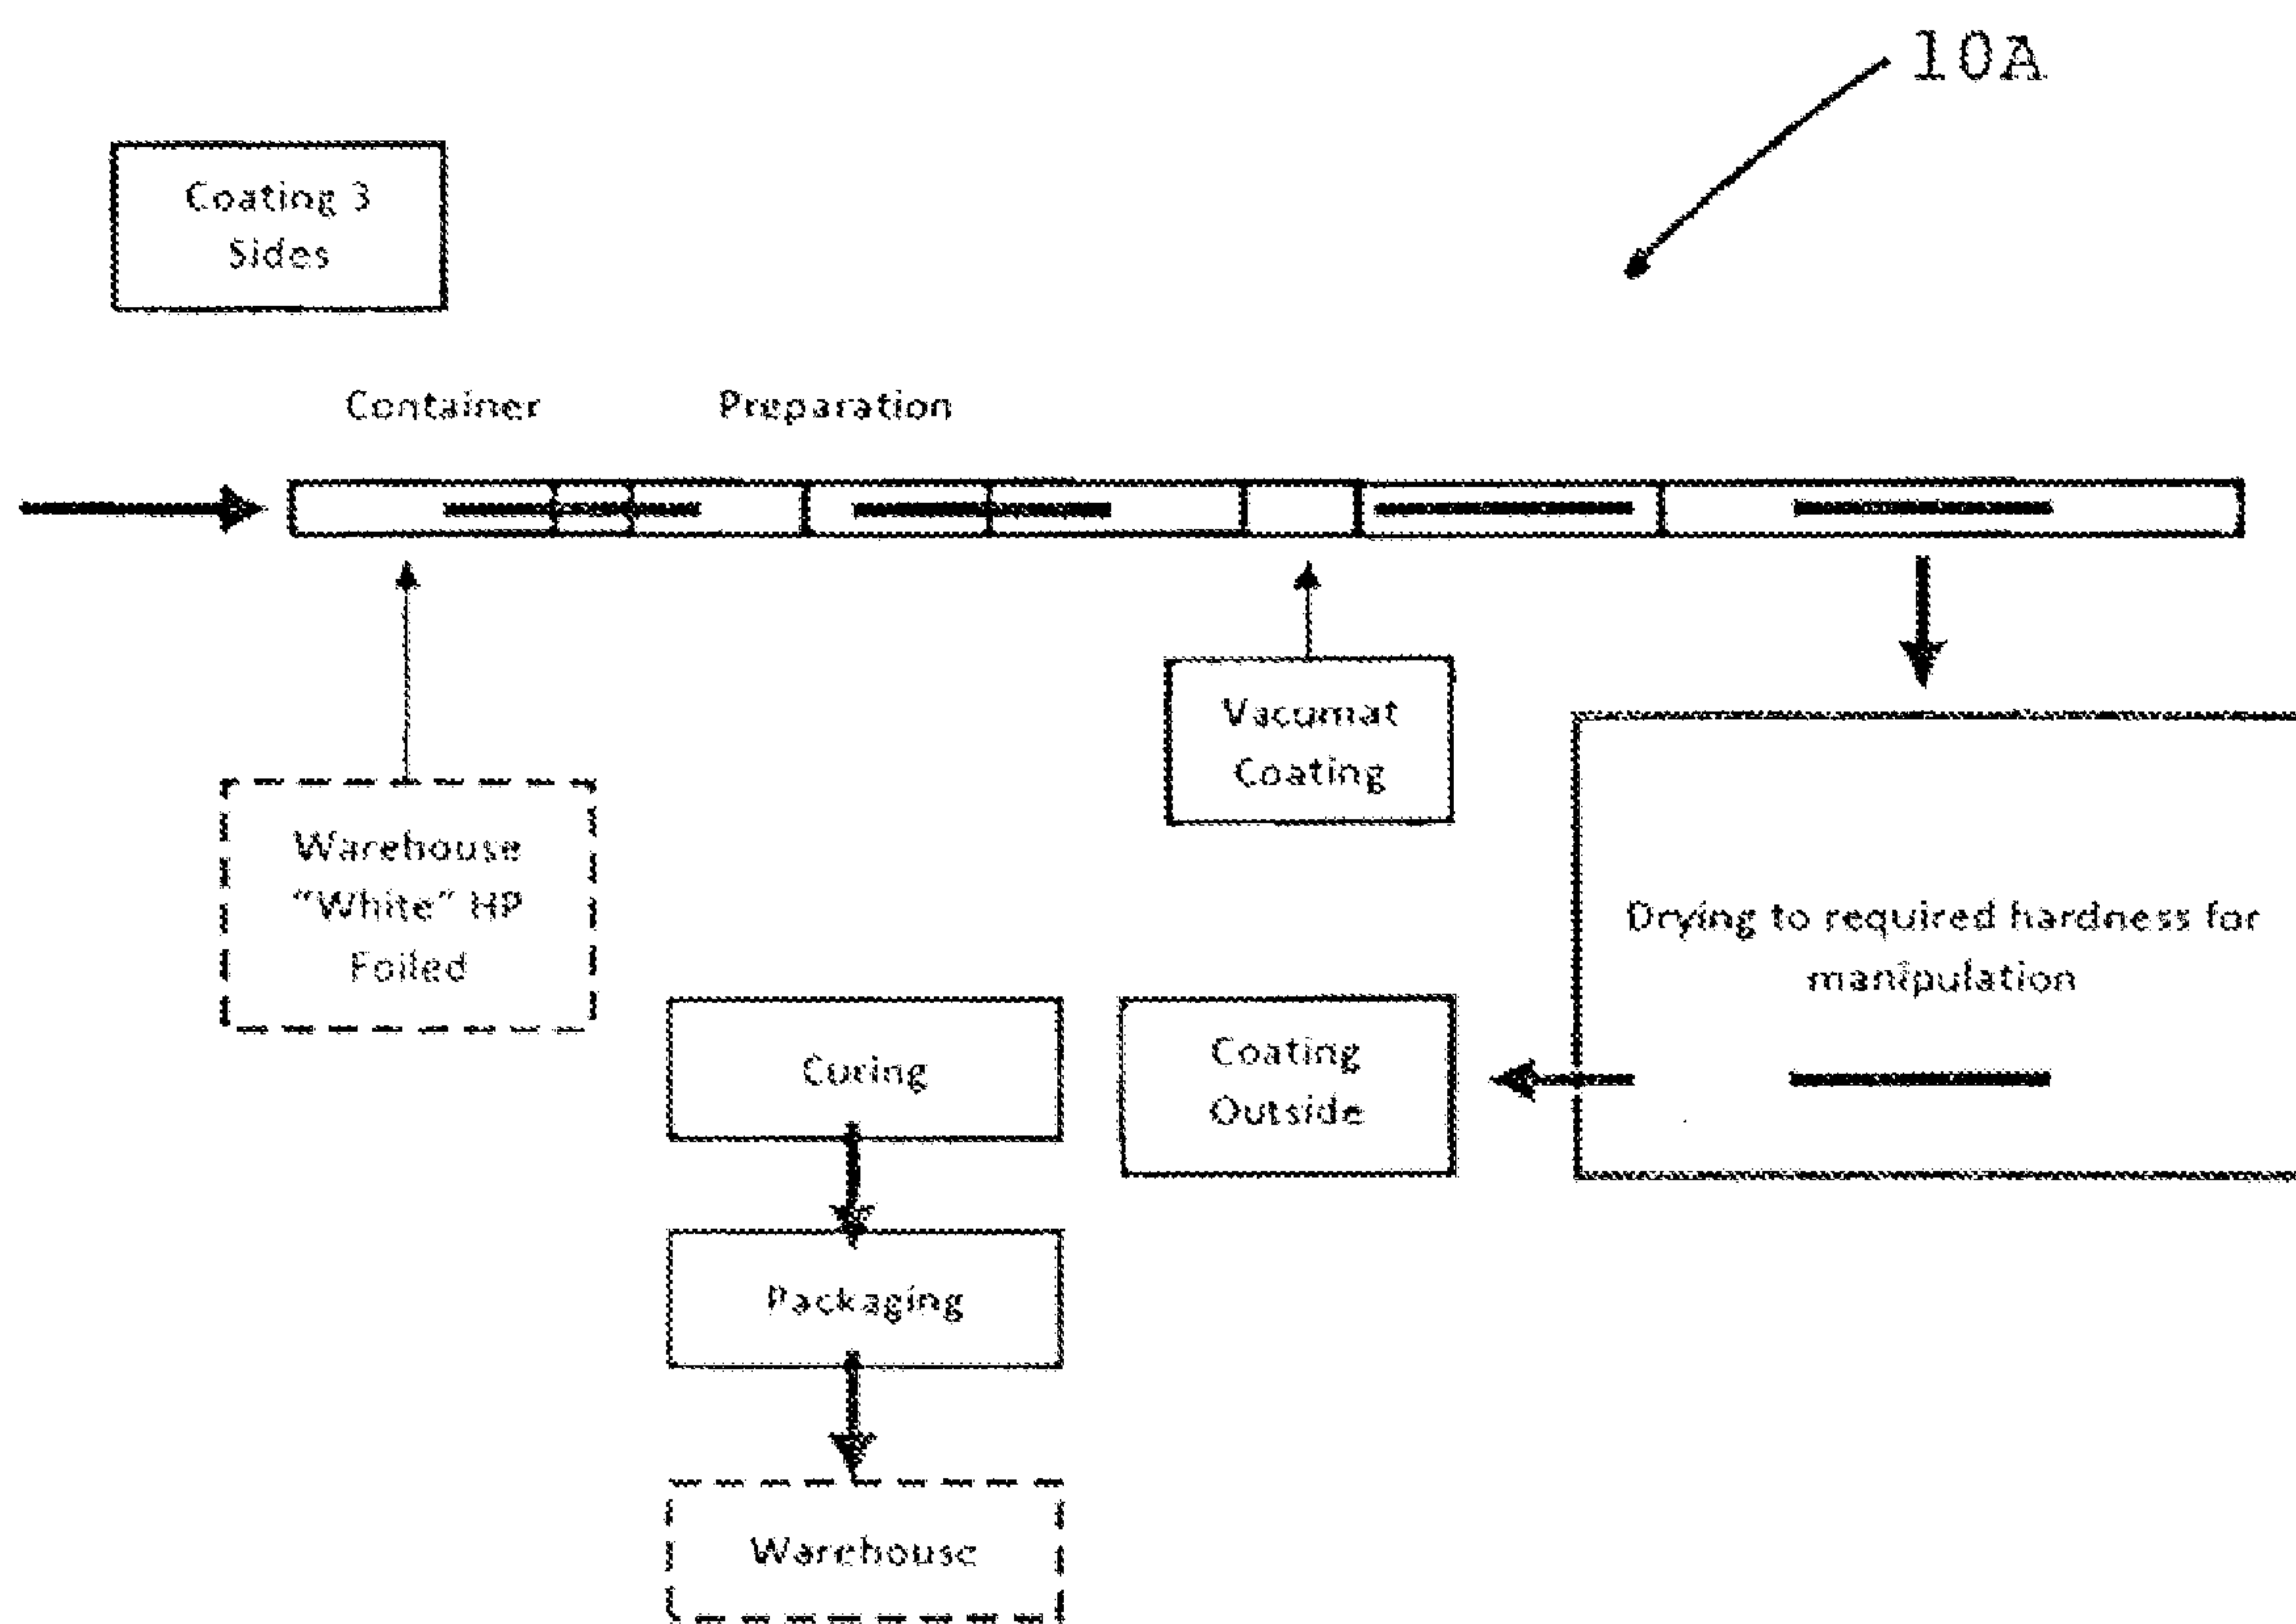 10A
Coating 3
Sides
Container
Preparation
Vacumat
Coating
Warehouse
“White” HP
Foiled
Drying to required hardness for
manipulation
Curing
Coating
Outside
Packaging
Warehouse